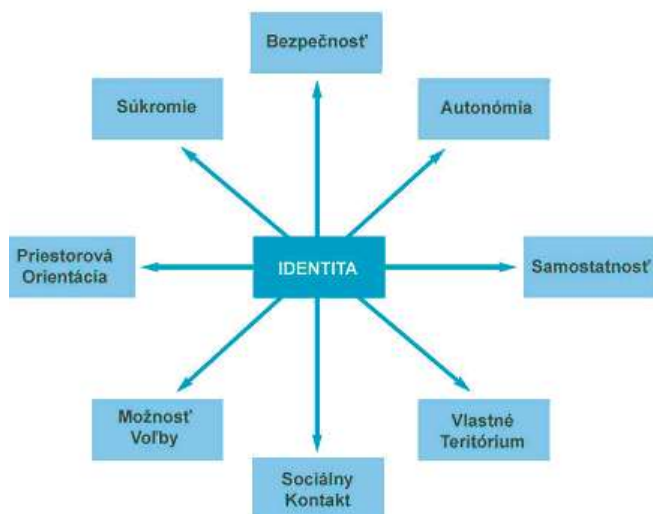 Bezpečnosť
Súkromie
Autonómia
Priestorová
Orientácia
IDENTITA
Samostatnosť
Možnosť
Voľby
Vlastné
Teritórium
Sociálny
Kontakt